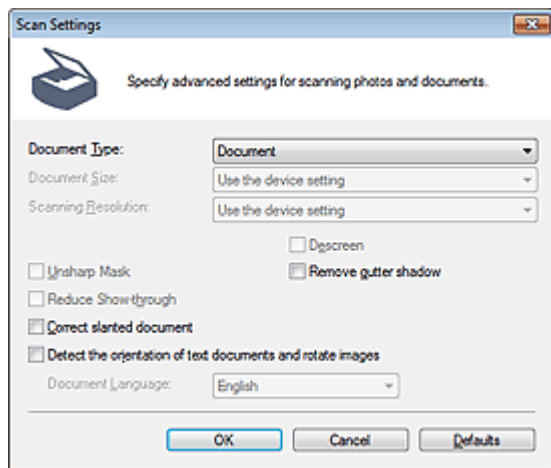 Scan Settings
Specify advanced settings for scanning photos and documents.
Document Type: Document
Document Size: Use the device setting
Scanning Resolution: Use the device setting
Descreen
Unsharp Mask Remove gutter shadow
Reduce Show-through
Correct slanted document
Detect the orientation of text documents and rotate images
Document Language: English
OK Cancel Defaults